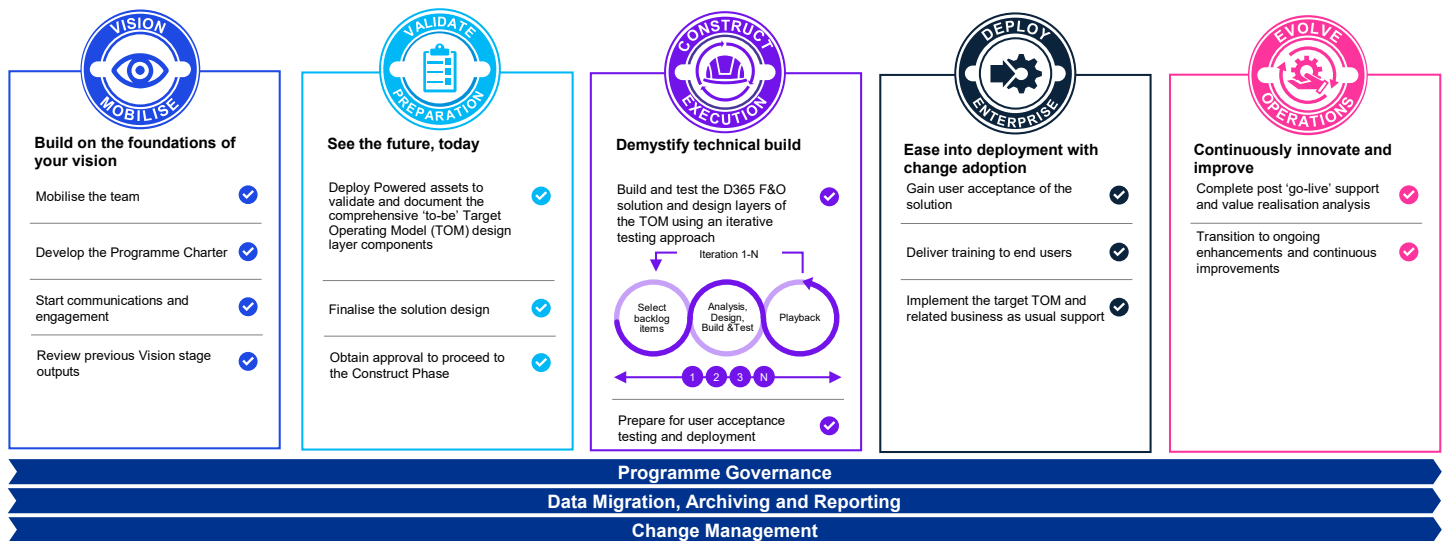 VISION
MOBILISE
Build on the foundations of
your vision
Mobilise the team
Develop the Programme Charter
Start communications and
engagement
Review previous Vision stage
outputs
VALIDATE
PREPARATION
See the future, today
Deploy Powered assets to
validate and document the
comprehensive ‘to-be’ Target
Operating Model (TOM) design
layer components
Finalise the solution design
Obtain approval to proceed to
the Construct Phase
CONSTRUCT
EXECUTION
Demystify technical build
Build and test the D365 F&O
solution and design layers of
the TOM using an iterative
testing approach
Iteration 1-N
Select
backlog
items
Analysis,
Design,
Build &Test
Playback
1 2 3 N
Prepare for user acceptance
testing and deployment
DEPLOY
ENTERPRISE
Ease into deployment with
change adoption
Gain user acceptance of the
solution
Deliver training to end users
Implement the target TOM and
related business as usual support
EVOLVE
OPERATIONS
Continuously innovate and
improve
Complete post ‘go-live’ support
and value realisation analysis
Transition to ongoing
enhancements and continuous
improvements
Programme Governance
Data Migration, Archiving and Reporting
Change Management